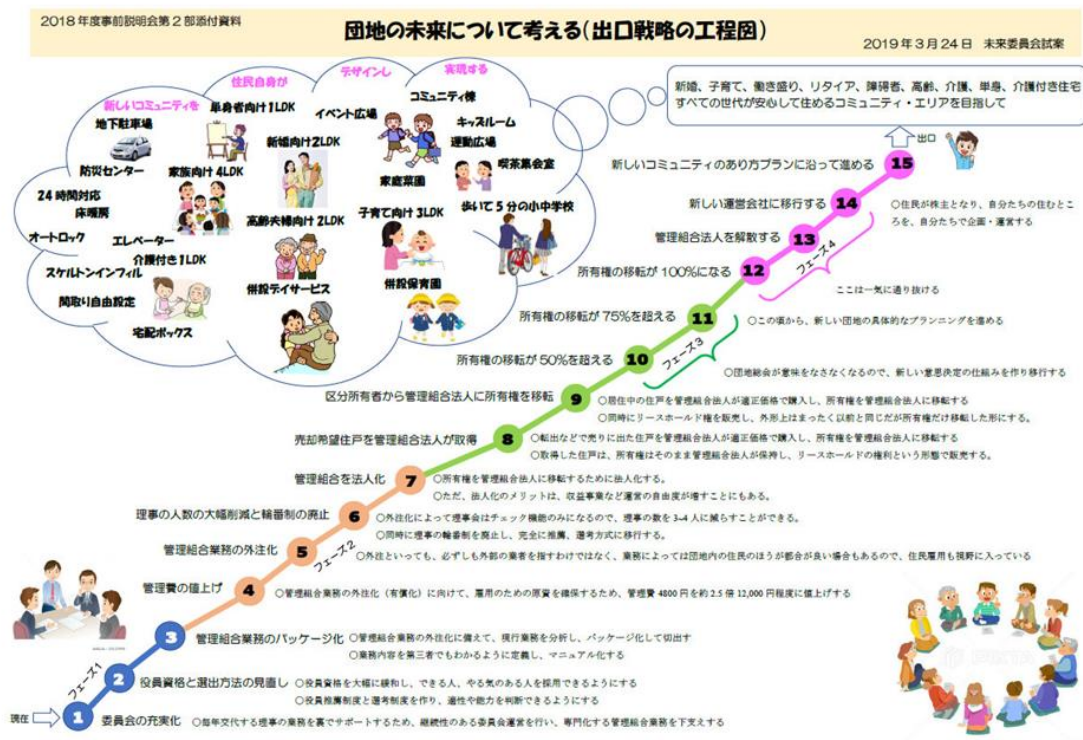 2018年度事前説明会第2部添付資料
団地の未来について考える(出口戦略の工程図)
2019年3月24日 未来委員会試案
新しいコミュニティを
住民自身が
デザインし
実現する
地下駐車場
単身者向け1LDK
イベント広場
コミュニティ棟
キッズルーム
防災センター
家族向け4LDK
新婚向け2LDK
運動広場
家庭菜園
喫茶集会室
24時間対応
床暖房
オートロック
エレベーター
高齢夫婦向け2LDK
子育て向け3LDK
歩いて5分の小中学校
介護付き1LDK
スケルトンインフィル
間取り自由設定
宅配ボックス
併設デイサービス
併設保育園
新婚、子育て、働き盛り、リタイア、障碍者、高齢、介護、単身、介護付き住宅
すべての世代が安心して住めるコミュニティ・エリアを目指して
出口
新しいコミュニティのあり方プランに沿って進める 15
新しい運営会社に移行する 14
○住民が株主となり、自分たちの住むとこ
ろを、自分たちで企画・運営する
管理組合法人を解散する 13
フェーズ4
所有権の移転が100%になる 12
ここは一気に通り抜ける
所有権の移転が75%を超える 11
○この頃から、新しい団地の具体的なプランニングを進める
フェーズ3
所有権の移転が50%を超える 10
○団地総会が意味をなさなくなるので、新しい意思決定の仕組みを作り移行する
区分所有者から管理組合法人に所有権を移転 9
○居住中の住戸を管理組合法人が適正価格で購入し、所有権を管理組合法人に移転する
○同時にリースホールド権を販売し、外形上はまったく以前と同じだが所有権だけ移転した形にする。
売却希望住戸を管理組合法人が取得 8
○転出などで売りに出た住戸を管理組合法人が適正価格で購入し、所有権を管理組合法人に移転する
○取得した住戸は、所有権はそのまま管理組合法人が保持し、リースホールドの権利という形態で販売する。
管理組合を法人化 7
○所有権を管理組合法人に移転するために法人化する。
○ただ、法人化のメリットは、収益事業など運営の自由度が増すことにもある。
理事の人数の大幅削減と輪番制の廃止 6
○外注化によって理事会はチェック機能のみになるので、理事の数を3~4人に減らすことができる。
○同時に理事の輪番制を廃止し、完全に推薦、選考方式に移行する。
管理組合業務の外注化 5
フェーズ2
○外注といっても、必ずしも外部の業者を指すわけではなく、業務によっては団地内の住民のほうが都合が良い場合もあるので、住民雇用も視野に入っている
管理費の値上げ 4
○管理組合業務の外注化(有償化)に向けて、雇用のための原資を確保するため、管理費4800円を約2.5倍12,000円程度に値上げする
3 管理組合業務のパッケージ化
○管理組合業務の外注化に備えて、現行業務を分析し、パッケージ化して切出す
○業務内容を第三者でもわかるように定義し、マニュアル化する
フェーズ1
2 役員資格と選出方法の見直し
○役員資格を大幅に緩和し、できる人、やる気のある人を採用できるようにする
○役員推薦制度と選考制度を作り、適性や能力を判断できるようにする
現在
1 委員会の充実化
○毎年交代する理事の業務を裏でサポートするため、継続性のある委員会運営を行い、専門化する管理組合業務を下支えする